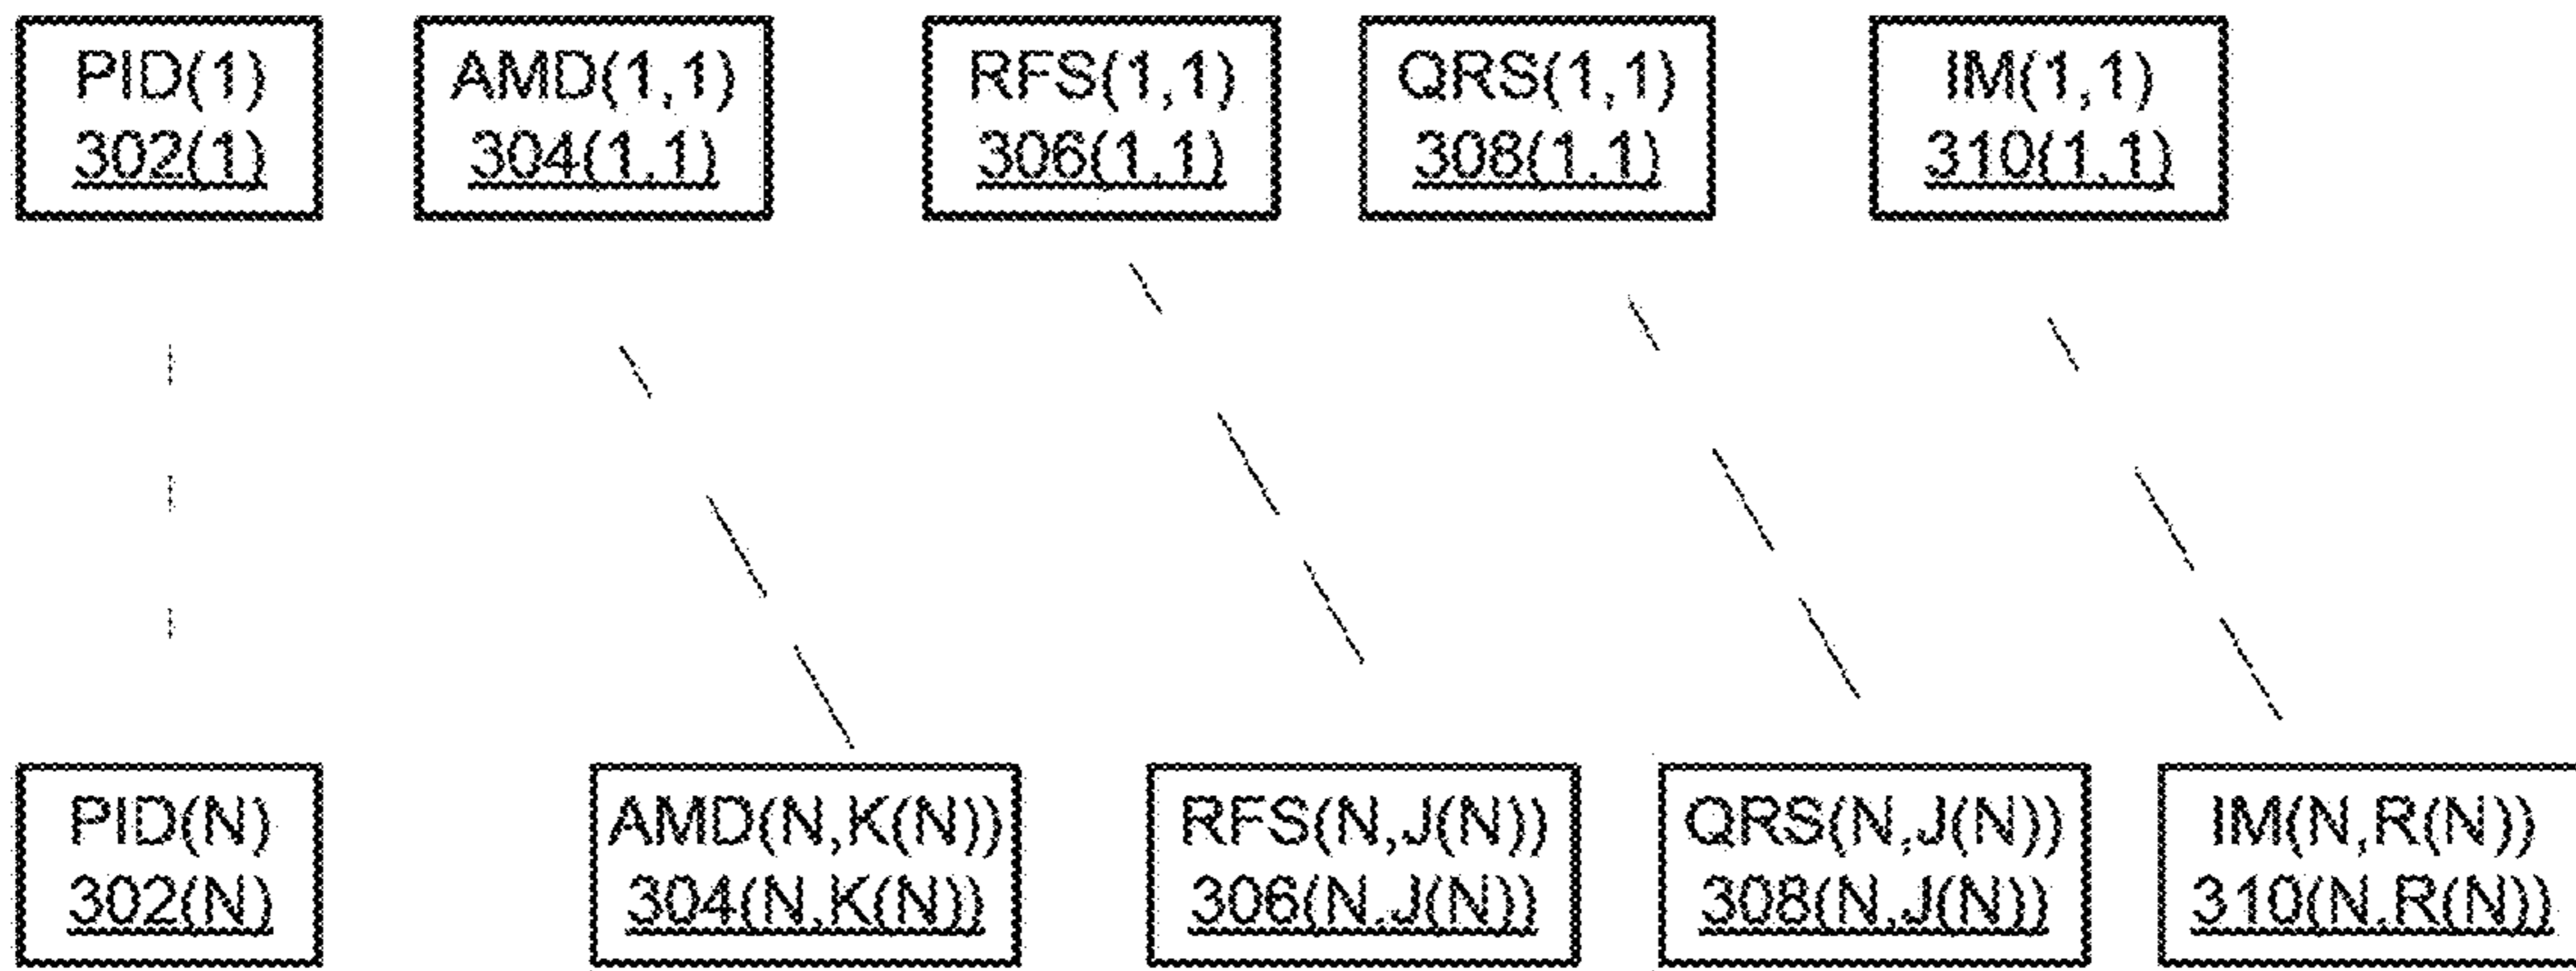 PID(1)
302(1)
AMD(1,1)
304(1,1)
RFS(1,1)
306(1,1)
QRS(1,1)
308(1,1)
IM(1,1)
310(1,1)
PID(N)
302(N)
AMD(N,K(N))
304(N,K(N))
RFS(N,J(N))
306(N,J(N))
QRS(N,J(N))
308(N,J(N))
IM(N,R(N))
310(N,R(N))